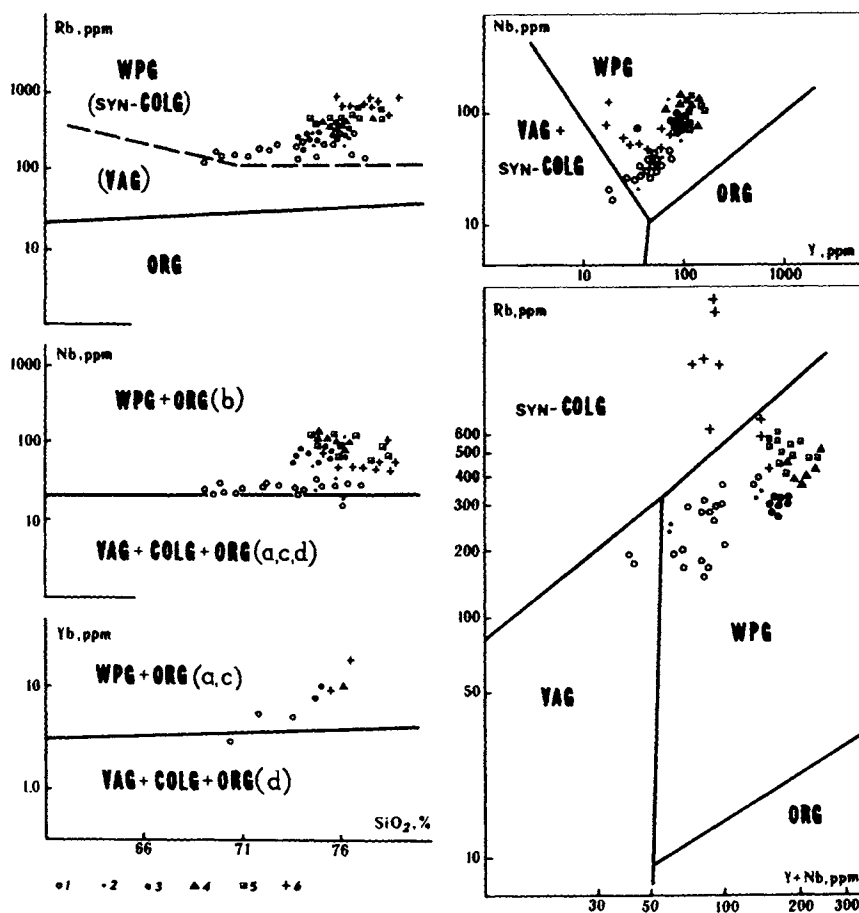 Rb,ppm
WPG
(SYN-COLG)
1000
100
(VAG)
10
ORG
Nb,ppm
1000
WPG+ORG(b)
100
10
VAG+COLG+ORG(a,c,d)
Yb,ppm
WPG+ORG(a,c)
10
1.0
VAG+COLG+ORG(d)
SiO2,%
66 71 76
1 2 3 4 5 6
Nb,ppm
WPG
100
VAG+
SYN-COLG
ORG
10
Y,ppm
10 100 1000
Rb,ppm
SYN-COLG
600
500
400
300
200
100
WPG
VAG
50
ORG
10
Y+Nb,ppm
30 50 100 200 300